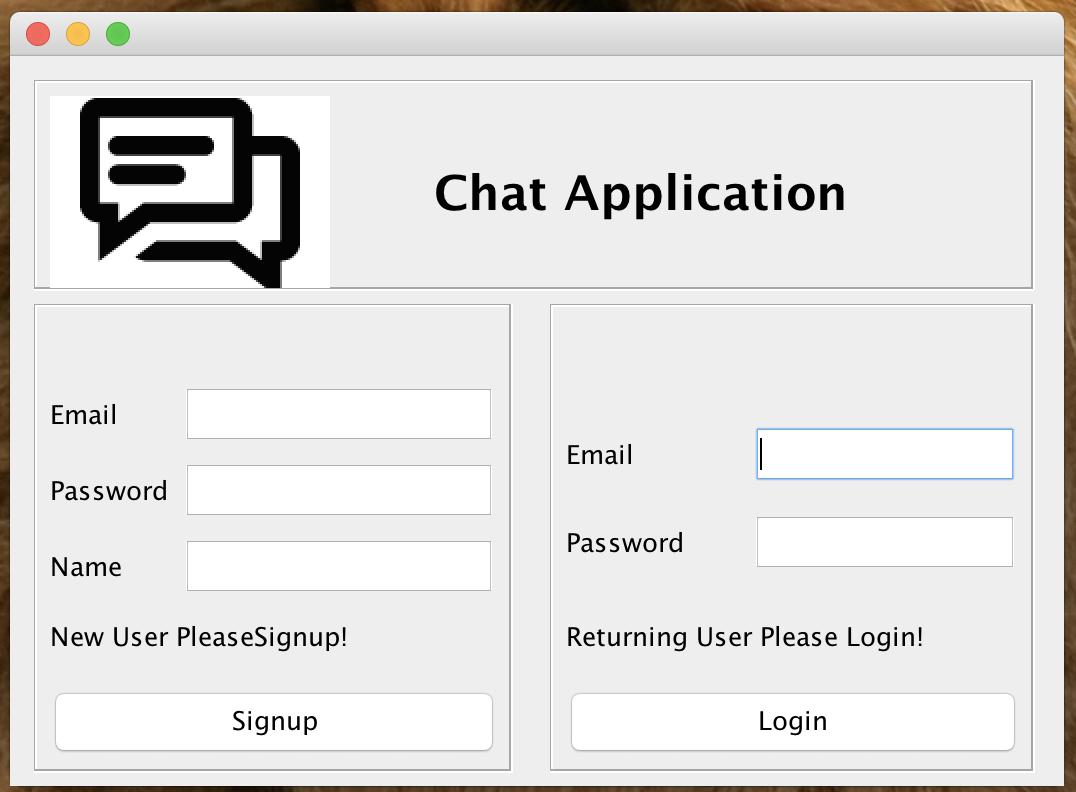 Chat Application
Email
Password
Name
New User PleaseSignup!
Signup
Email
Password
Returning User Please Login!
Login